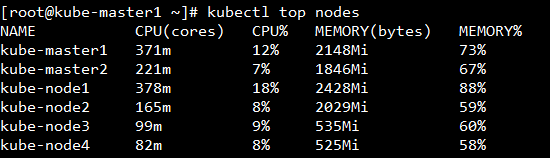 [root@kube-master1 ~]# kubectl top nodes
NAME CPU(cores) CPU% MEMORY(bytes) MEMORY%
kube-master1 371m 12% 2148Mi 73%
kube-master2 221m 7% 1846Mi 67%
kube-node1 378m 18% 2428Mi 88%
kube-node2 165m 8% 2029Mi 59%
kube-node3 99m 9% 535Mi 60%
kube-node4 82m 8% 525Mi 58%